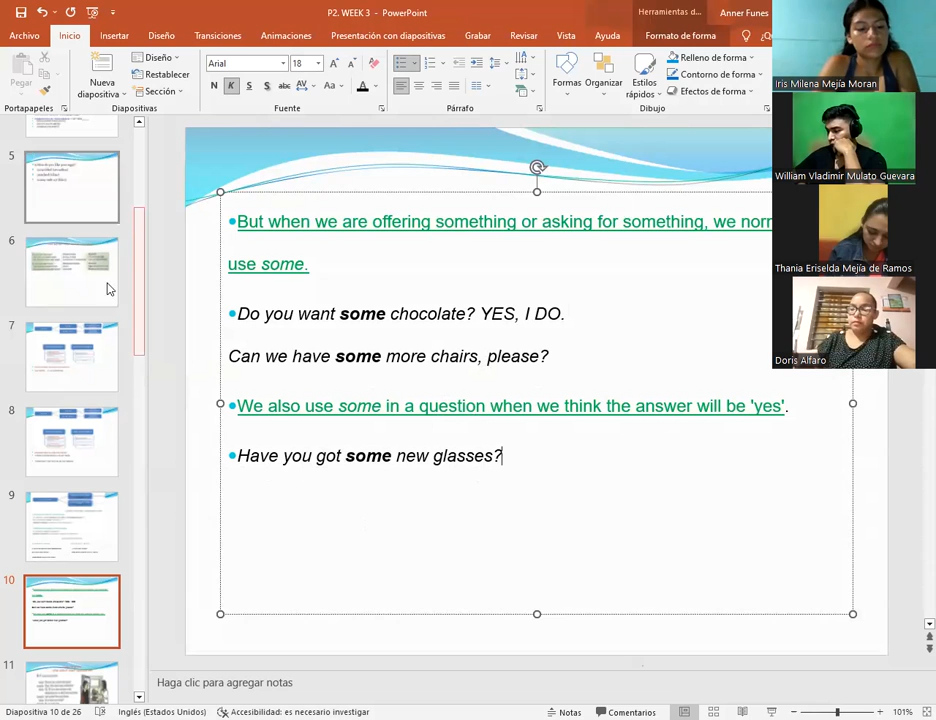 P2. WEEK 3 - PowerPoint
Herramientas d...
Anner Funes
Archivo Inicio Insertar Diseño Transiciones Animaciones Presentación con diapositivas Grabar Revisar Vista Ayuda Formato de forma ¿Q
Pegar
Nueva diapositiva
Diseño
Restablecer
Sección
Arial 18
N K S S AV Aa A
Formas Organizar Estilos rápidos
Relleno de forma
Contorno de forma
Efectos de forma
Portapapeles Diapositivas Fuente Párrafo Dibujo
Iris Milena Mejía Moran
William Vladimir Mulato Guevara
Thania Eriselda Mejía de Ramos
Doris Alfaro
5
6
7
8
9
10
11
•But when we are offering something or asking for something, we norm
use some.
•Do you want some chocolate? YES, I DO.
Can we have some more chairs, please?
•We also use some in a question when we think the answer will be 'yes'.
•Have you got some new glasses?
Haga clic para agregar notas
Diapositiva 10 de 26 Inglés (Estados Unidos) Accesibilidad: es necesario investigar Notas Comentarios 101%